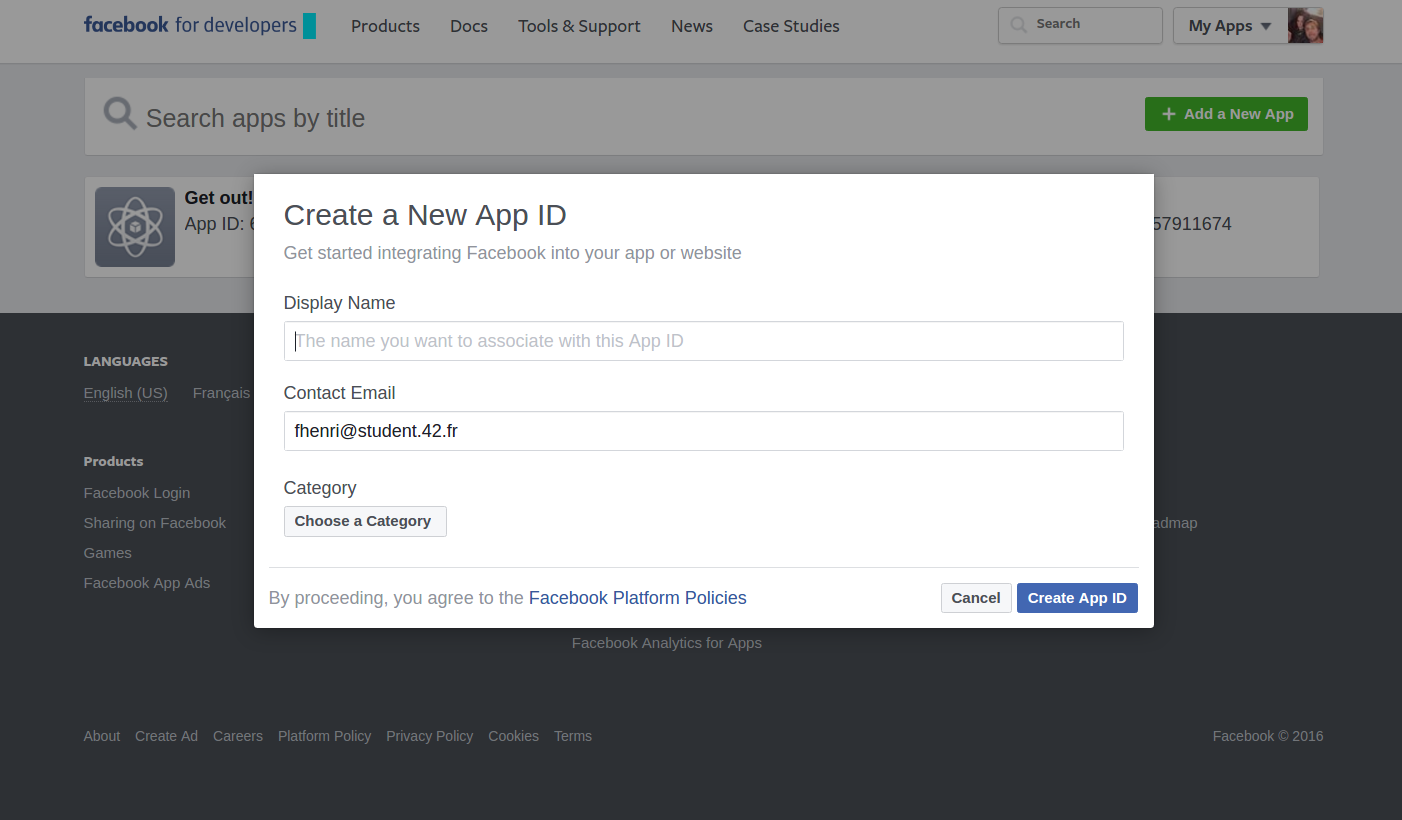 facebook for developers
Products
Docs
Tools & Support
News
Case Studies
Search
My Apps
Search apps by title
Add a New App
Get out!
App ID: 6
57911674
Create a New App ID
Get started integrating Facebook into your app or website
Display Name
The name you want to associate with this App ID
Contact Email
fhenri@student.42.fr
Category
Choose a Category
By proceeding, you agree to the Facebook Platform Policies
Cancel
Create App ID
LANGUAGES
English (US)
Français
Products
Facebook Login
Sharing on Facebook
Games
Facebook App Ads
admap
Facebook Analytics for Apps
About
Create Ad
Careers
Platform Policy
Privacy Policy
Cookies
Terms
Facebook © 2016